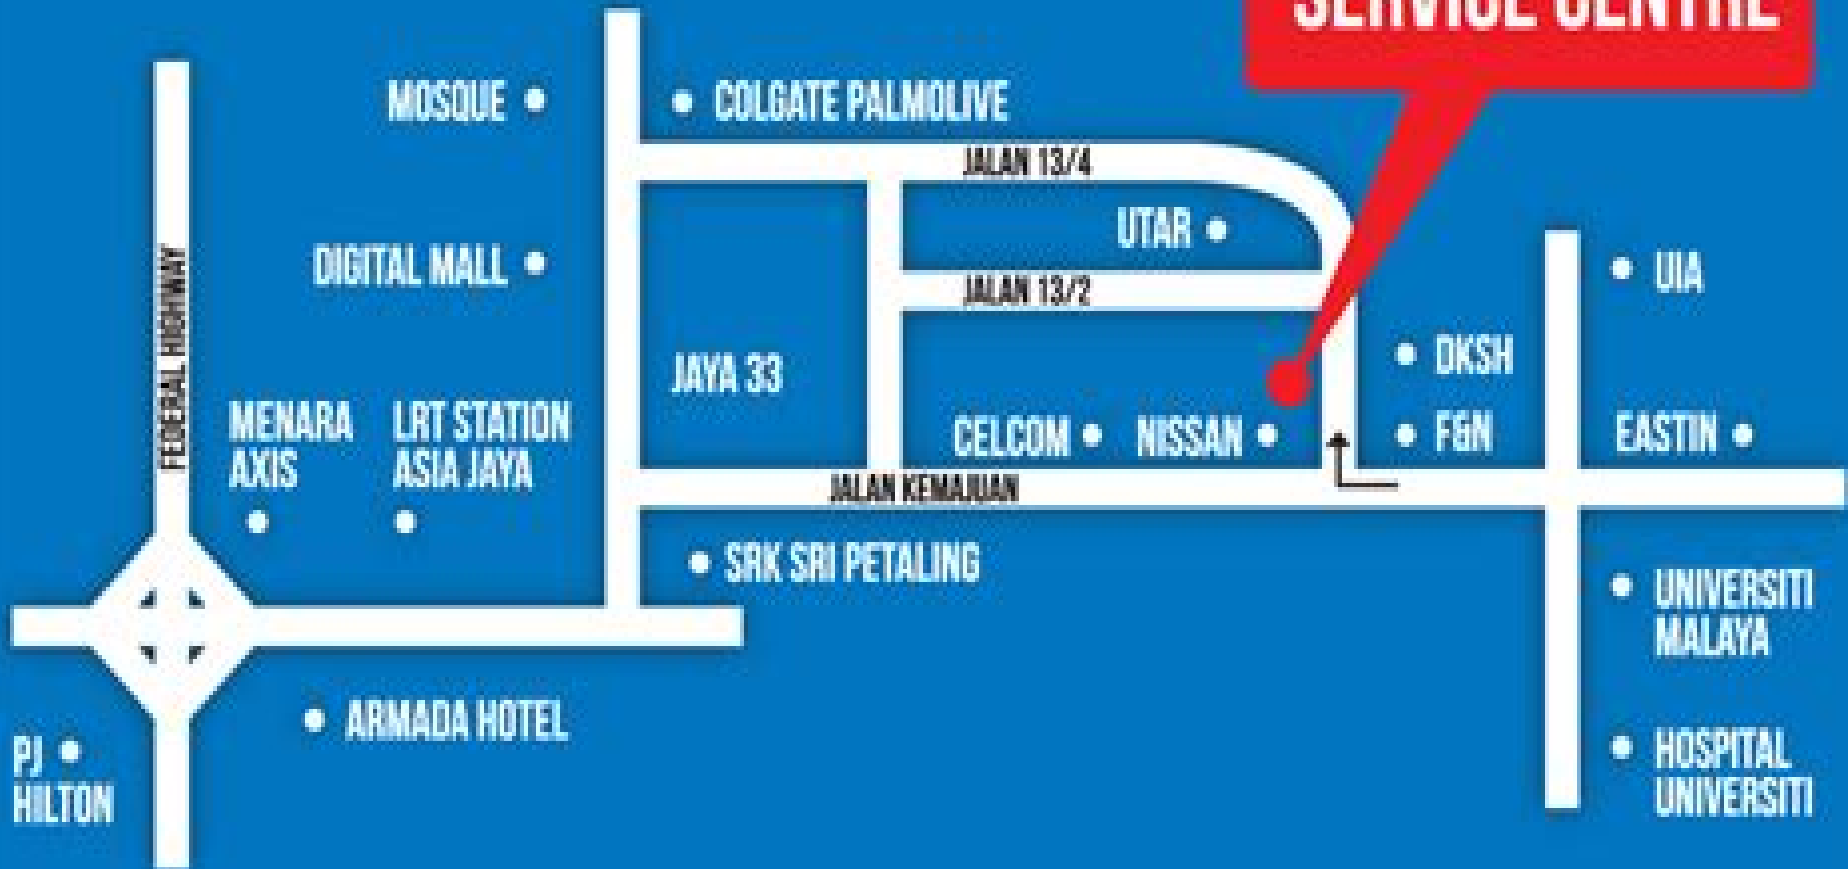 SERVICE CENTRE
MOSQUE
COLGATE PALMOLIVE
JALAN 13/4
UTAR
DIGITAL MALL
JALAN 13/2
UIA
FEDERAL HIGHWAY
JAYA 33
DKSH
MENARA
AXIS
LRT STATION
ASIA JAYA
CELCOM
NISSAN
F&N
EASTIN
JALAN KEMAJUAN
SRK SRI PETALING
UNIVERSITI
MALAYA
ARMADA HOTEL
PJ
HILTON
HOSPITAL
UNIVERSITI